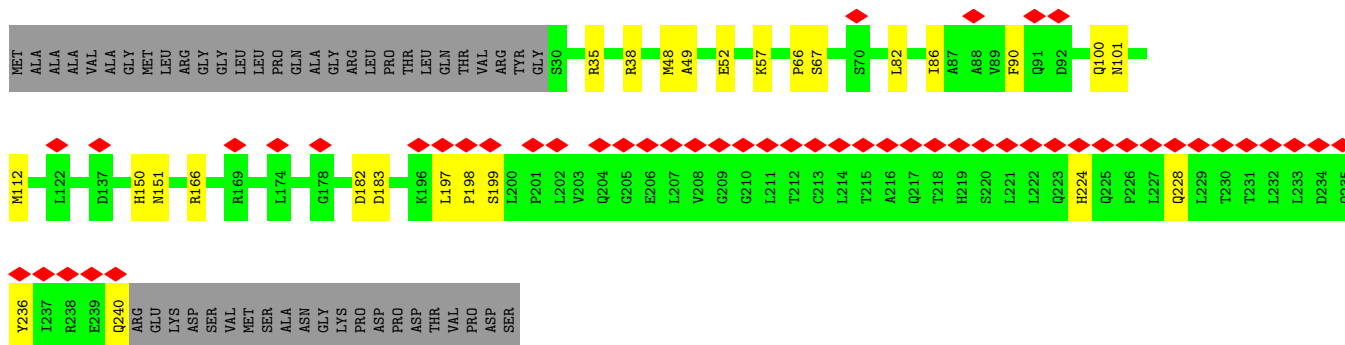 MET ALA ALA ALA VAL ALA GLY MET LEU ARG GLY GLY LEU LEU PRO GLN ALA GLY ARG LEU PRO THR LEU GLN THR VAL ARG TYR GLY S30 R35 R38 M48 A49 E52 K57 P66 S67 S70 L82 I86 A87 A88 V89 F90 Q91 D92 Q100 N101
M112 L122 D137 H150 N151 R166 R169 L174 G178 D182 D183 K196 L197 P198 S199 L200 P201 L202 V203 Q204 G205 E206 L207 V208 G209 G210 L211 T212 C213 L214 T215 A216 Q217 T218 H219 S220 L221 L222 Q223 H224 Q225 P226 L227 Q228 L229 T230 T231 L232 L233 D234
Y236 I237 R238 E239 Q240 ARG GLU LYS ASP SER VAL MET SER ALA ASN GLY LYS PRO ASP PRO ASP THR VAL PRO ASP SER